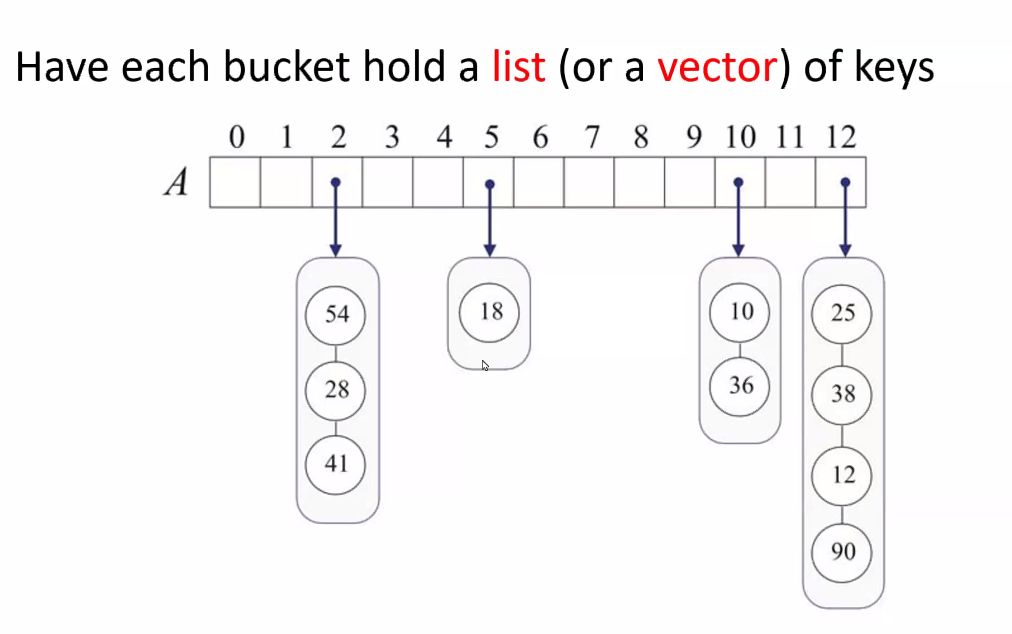 Have each bucket hold a list (or a vector) of keys
0 1 2 3 4 5 6 7 8 9 10 11 12
A
54 18 10 25
28 36 38
41 12
90